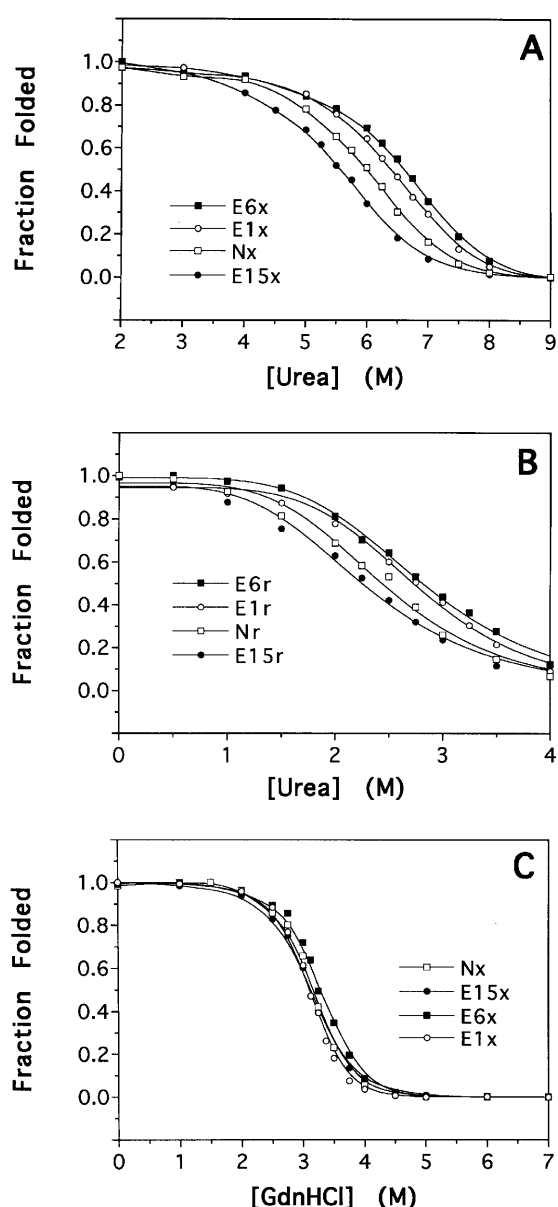 A
Fraction Folded
1.0
0.8
0.6
0.4
0.2
0.0
E6x
E1x
Nx
E15x
2 3 4 5 6 7 8 9
[Urea] (M)
B
Fraction Folded
1.0
0.8
0.6
0.4
0.2
0.0
E6r
E1r
Nr
E15r
0 1 2 3 4
[Urea] (M)
C
Fraction Folded
1.0
0.8
0.6
0.4
0.2
0.0
Nx
E15x
E6x
E1x
0 1 2 3 4 5 6 7
[GdnHCl] (M)